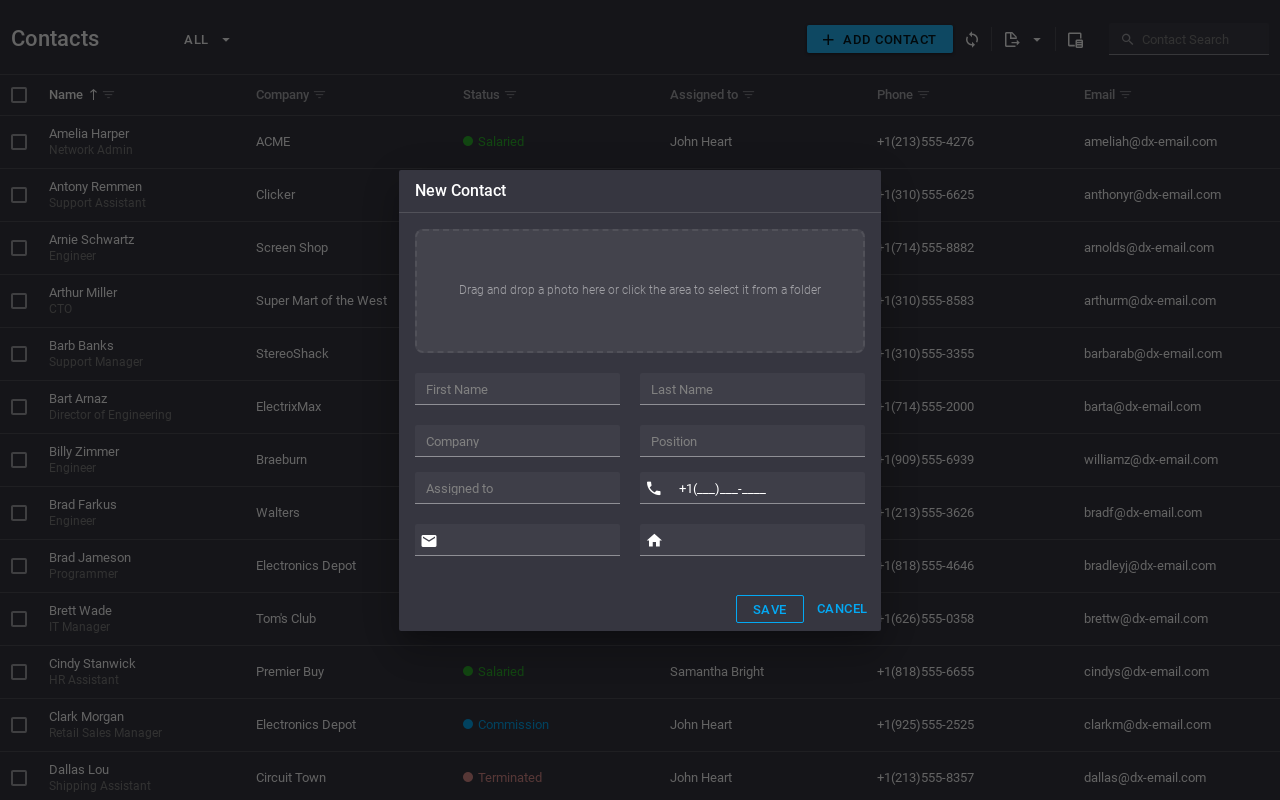 Contacts ALL ADD CONTACT Contact Search
Name Company Status Assigned to Phone Email
Amelia Harper
Network Admin
ACME Salaried John Heart +1(213)555-4276 ameliah@dx-email.com
Antony Remmen
Support Assistant
Clicker +1(310)555-6625 anthonyr@dx-email.com
Arnie Schwartz
Engineer
Screen Shop +1(714)555-8882 arnolds@dx-email.com
Arthur Miller
CTO
Super Mart of the West +1(310)555-8583 arthurm@dx-email.com
Barb Banks
Support Manager
StereoShack +1(310)555-3355 barbarab@dx-email.com
Bart Arnaz
Director of Engineering
ElectrixMax +1(714)555-2000 barta@dx-email.com
Billy Zimmer
Engineer
Braeburn +1(909)555-6939 williamz@dx-email.com
Brad Farkus
Engineer
Walters +1(213)555-3626 bradf@dx-email.com
Brad Jameson
Programmer
Electronics Depot +1(818)555-4646 bradleyj@dx-email.com
Brett Wade
IT Manager
Tom's Club +1(626)555-0358 brettw@dx-email.com
Cindy Stanwick
HR Assistant
Premier Buy Salaried Samantha Bright +1(818)555-6655 cindys@dx-email.com
Clark Morgan
Retail Sales Manager
Electronics Depot Commission John Heart +1(925)555-2525 clarkm@dx-email.com
Dallas Lou
Shipping Assistant
Circuit Town Terminated John Heart +1(213)555-8357 dallas@dx-email.com
New Contact
Drag and drop a photo here or click the area to select it from a folder
First Name Last Name
Company Position
Assigned to +1(___)___-____
SAVE CANCEL